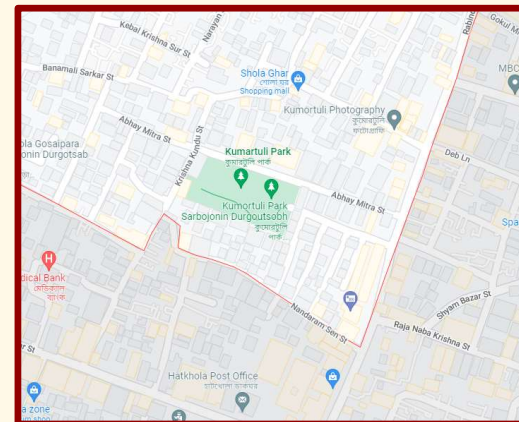 Kebal Krishna Sur St
Narayan
Rabind
Gokul M
Banamali Sarkar St
Shola Ghar
Shopping mall
MBC
Kumortuli Photography
কুমোরটুলি
ফটোগ্রাফি
Abhay Mitra St
Krishna Kundu St
ola Gosaipara
onin Durgotsab
Kumartuli Park
কুমারটুলি পার্ক
Deb Ln
Abhay Mitra St
Kumortuli Park
Sarbojonin Durgoutsobh
কুমোরটুলি
পার্ক
Spa
H
dical Bank
মেডিক্যাল
ব্যাংক
Nandaram Sen St
Shyam Bazar St
Raja Naba Krishna St
ur St
Hatkhola Post Office
হাটখোলা ডাকঘর
a zone